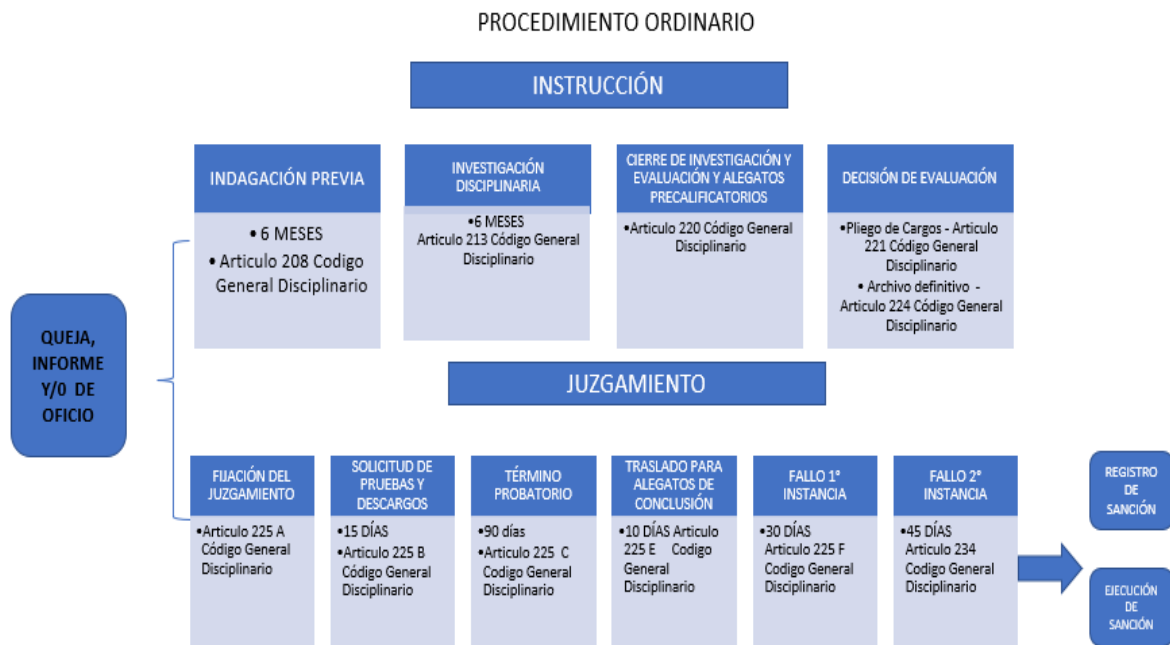 PROCEDIMIENTO ORDINARIO
INSTRUCCIÓN
INDAGACIÓN PREVIA
•6 MESES
•Articulo 208 Codigo
General Disciplinario
INVESTIGACIÓN
DISCIPLINARIA
•6 MESES
Articulo 213 Código General
Disciplinario
CIERRE DE INVESTIGACIÓN Y
EVALUACIÓN Y ALEGATOS
PRECALIFICATORIOS
•Articulo 220 Código General
Disciplinario
DECISIÓN DE EVALUACIÓN
•Pliego de Cargos - Articulo
221 Código General
Disciplinario
• Archivo definitivo -
Articulo 224 Código General
Disciplinario
QUEJA,
INFORME
Y/0 DE
OFICIO
JUZGAMIENTO
FIJACIÓN DEL
JUZGAMIENTO
•Articulo 225 A
Código General
Disciplinario
SOLICITUD DE
PRUEBAS Y
DESCARGOS
•15 DÍAS
•Articulo 225 B
Código General
Disciplinario
TÉRMINO
PROBATORIO
•90 días
•Articulo 225 C
Codigo General
Disciplinario
TRASLADO PARA
ALEGATOS DE
CONCLUSIÓN
•10 DÍAS Articulo
225 E Codigo
General
Disciplinario
FALLO 1°
INSTANCIA
•30 DÍAS
Articulo 225 F
Codigo General
Disciplinario
FALLO 2°
INSTANCIA
•45 DÍAS
Articulo 234
Codigo General
Disciplinario
REGISTRO
DE
SANCIÓN
EJECUCIÓN
DE
SANCIÓN